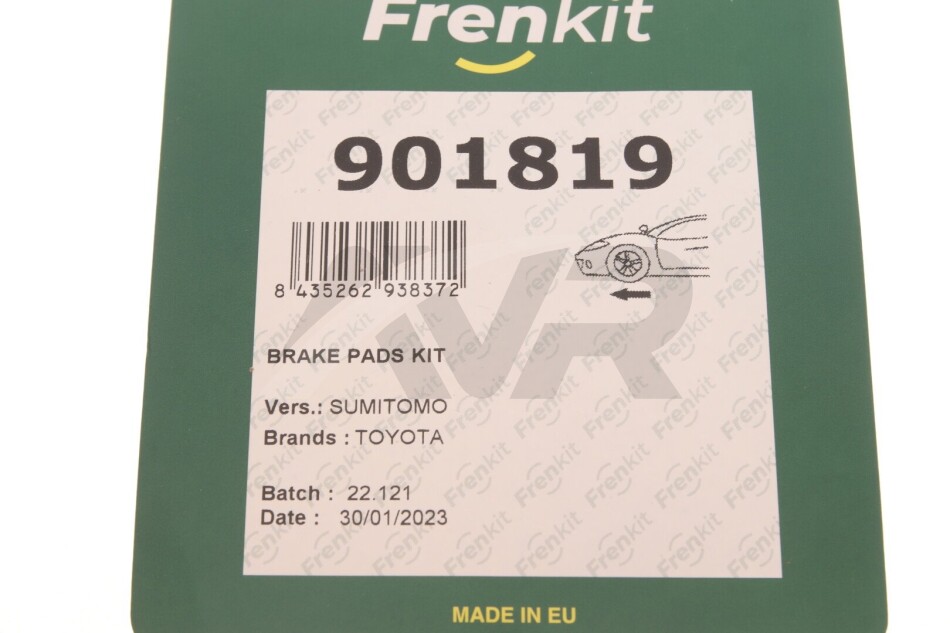 Frenkit
901819
8 435262 938372
BRAKE PADS KIT
Vers.: SUMITOMO
Brands : TOYOTA
Batch : 22.121
Date : 30/01/2023
MADE IN EU